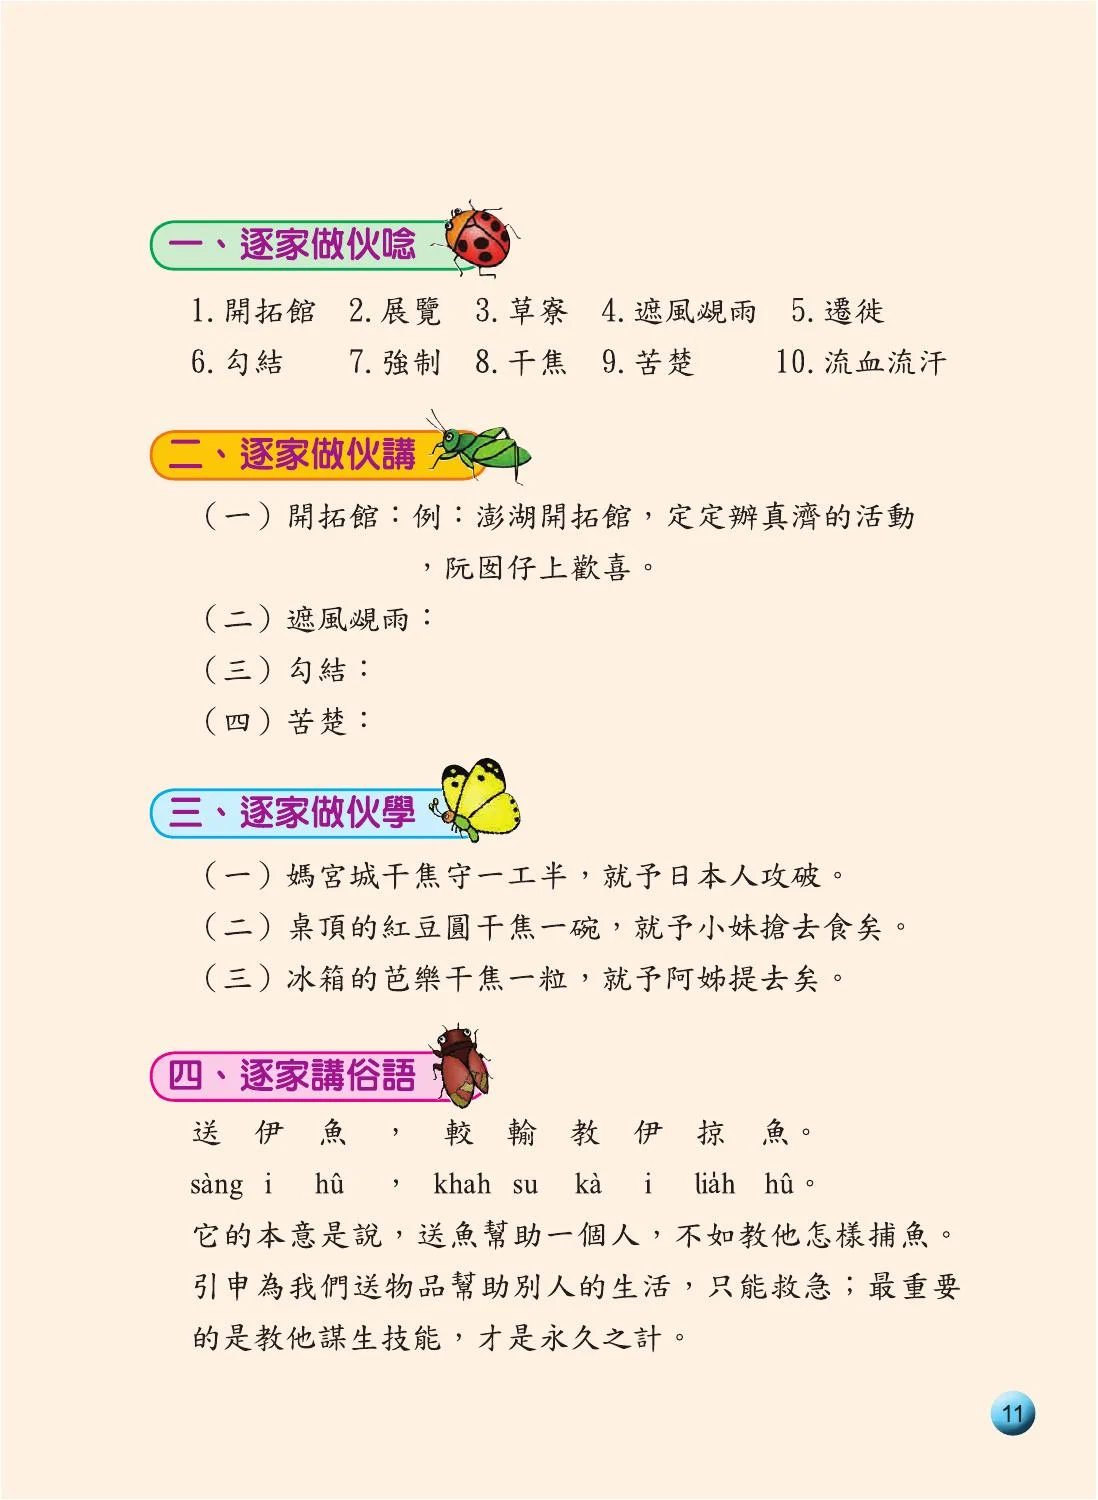 一、逐家做伙唸
1.開拓館 2.展覽 3.草寮 4.遮風覕雨 5.遷徙
6.勾結 7.強制 8.干焦 9.苦楚 10.流血流汗
二、逐家做伙講
（一）開拓館：例：澎湖開拓館，定定辦真濟的活動
，阮囡仔上歡喜。
（二）遮風覕雨：
（三）勾結：
（四）苦楚：
三、逐家做伙學
（一）媽宮城干焦守一工半，就予日本人攻破。
（二）桌頂的紅豆圓干焦一碗，就予小妹搶去食矣。
（三）冰箱的芭樂干焦一粒，就予阿姊提去矣。
四、逐家講俗語
送 伊 魚 ， 較 輸 教 伊 掠 魚。
sàng i hû ， khah su kà i lia̍h hû。
它的本意是說，送魚幫助一個人，不如教他怎樣捕魚。
引申為我們送物品幫助別人的生活，只能救急；最重要
的是教他謀生技能，才是永久之計。
11